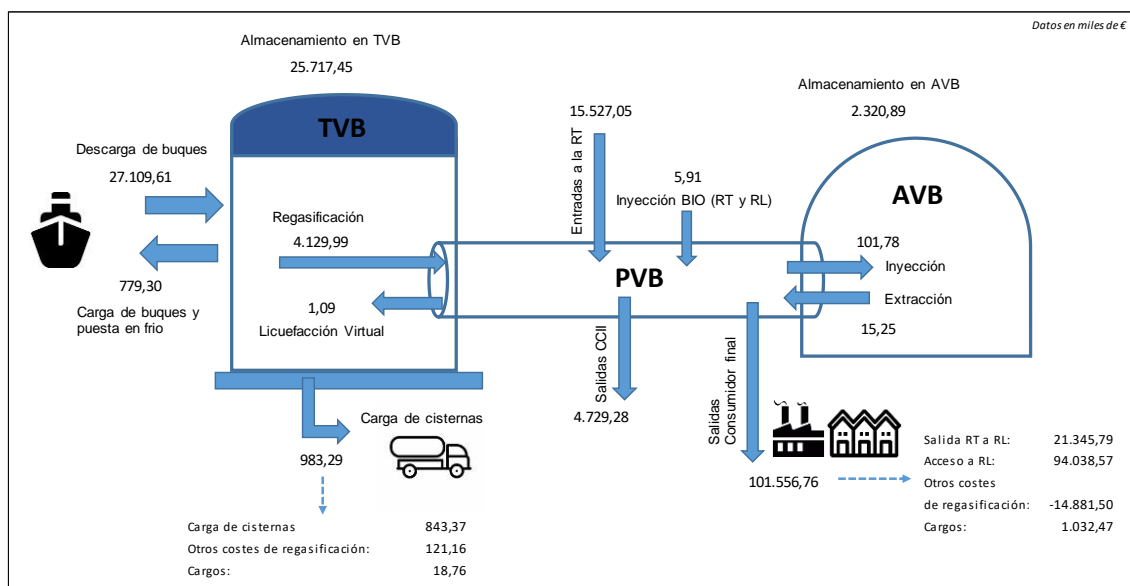 Datos en miles de €
Almacenamiento en TVB
25.717,45
Almacenamiento en AVB
2.320,89
TVB
15.527,05
Entradas a la RT
Descarga de buques
27.109,61
5,91
Inyección BIO (RT y RL)
AVB
Regasificación
4.129,99
101,78
Inyección
PVB
779,30
Carga de buques y
puesta en frio
1,09
Licuefacción Virtual
Extracción
15,25
Salidas CCII
4.729,28
Salidas
Consumidor final
101.556,76
Carga de cisternas
983,29
Salida RT a RL: 21.345,79
Acceso a RL: 94.038,57
Otros costes
de regasificación: -14.881,50
Cargos: 1.032,47
Carga de cisternas 843,37
Otros costes de regasificación: 121,16
Cargos: 18,76